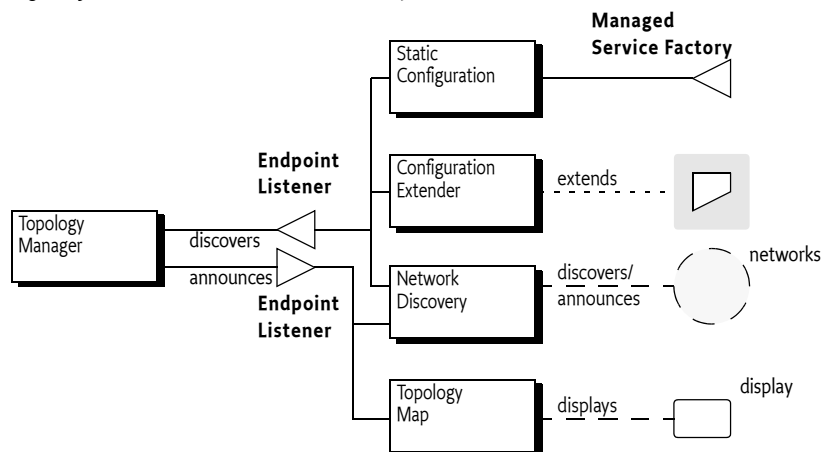 Managed
Service Factory
Static
Configuration
Endpoint
Listener
Configuration
Extender
extends
Topology
Manager
discovers
announces
Endpoint
Listener
Network
Discovery
discovers/
announces
networks
Topology
Map
displays
display